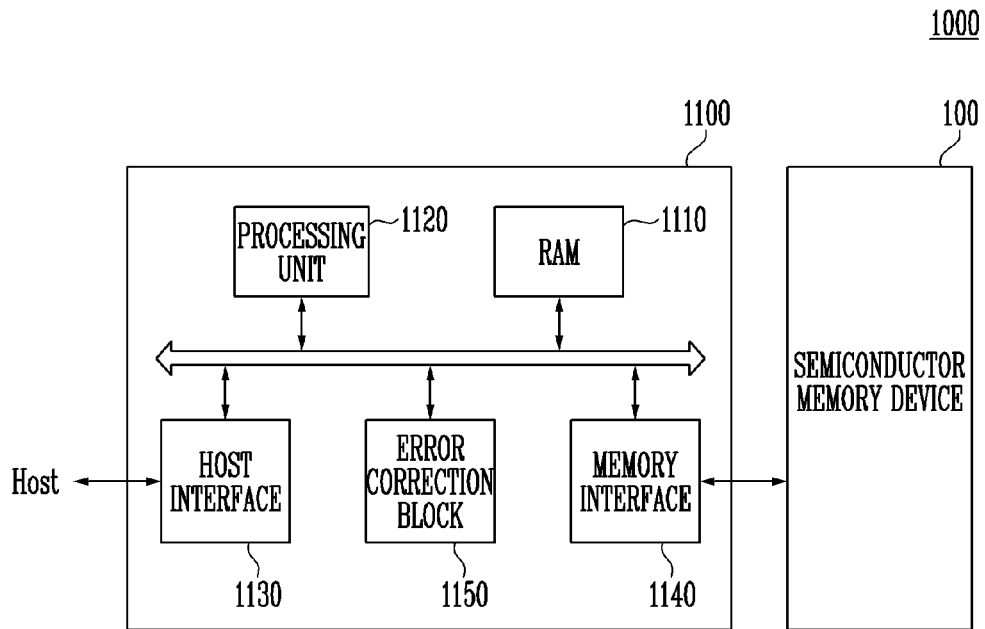 1000
1100
100
PROCESSING
UNIT
1120
RAM
1110
SEMICONDUCTOR
MEMORY DEVICE
Host
HOST
INTERFACE
ERROR
CORRECTION
BLOCK
MEMORY
INTERFACE
1130
1150
1140